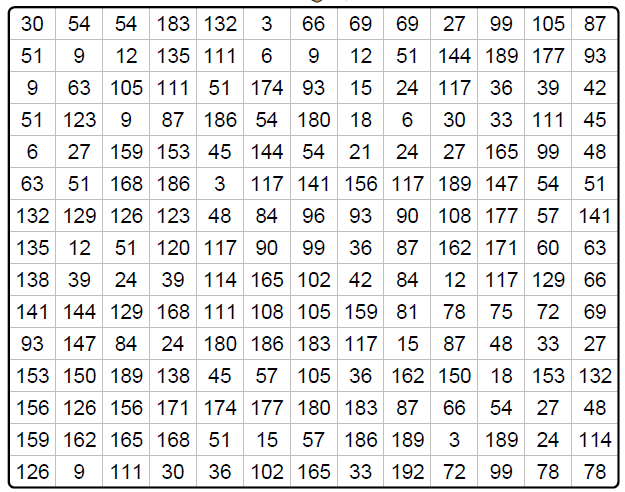 30 54 54 183 132 3 66 69 69 27 99 105 87
51 9 12 135 111 6 9 12 51 144 189 177 93
9 63 105 111 51 174 93 15 24 117 36 39 42
51 123 9 87 186 54 180 18 6 30 33 111 45
6 27 159 153 45 144 54 21 24 27 165 99 48
63 51 168 186 3 117 141 156 117 189 147 54 51
132 129 126 123 48 84 96 93 90 108 177 57 141
135 12 51 120 117 90 99 36 87 162 171 60 63
138 39 24 39 114 165 102 42 84 12 117 129 66
141 144 129 168 111 108 105 159 81 78 75 72 69
93 147 84 24 180 186 183 117 15 87 48 33 27
153 150 189 138 45 57 105 36 162 150 18 153 132
156 126 156 171 174 177 180 183 87 66 54 27 48
159 162 165 168 51 15 57 186 189 3 189 24 114
126 9 111 30 36 102 165 33 192 72 99 78 78